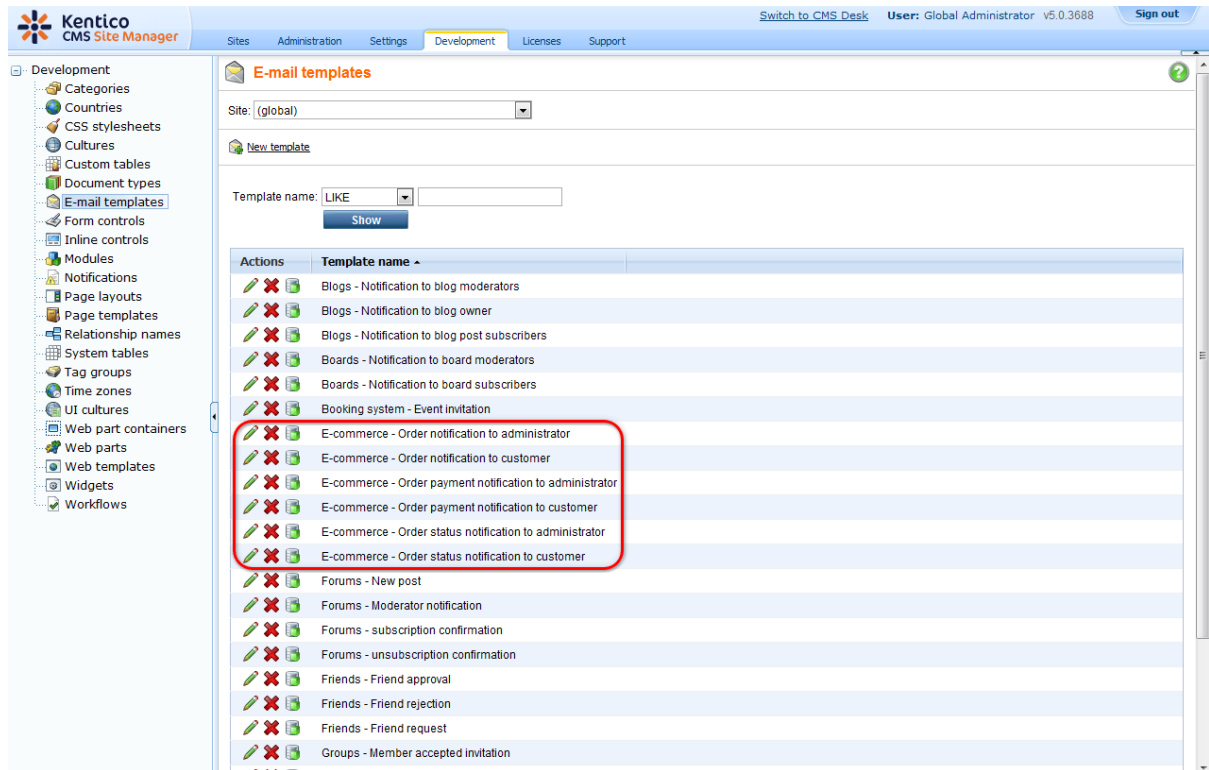 Kentico
CMS Site Manager
Switch to CMS Desk User: Global Administrator v5.0.3688 Sign out
Sites Administration Settings Development Licenses Support
Development
Categories
Countries
CSS stylesheets
Cultures
Custom tables
Document types
E-mail templates
Form controls
Inline controls
Modules
Notifications
Page layouts
Page templates
Relationship names
System tables
Tag groups
Time zones
UI cultures
Web part containers
Web parts
Web templates
Widgets
Workflows
E-mail templates
Site: (global)
New template
Template name: LIKE
Show
Actions Template name
Blogs - Notification to blog moderators
Blogs - Notification to blog owner
Blogs - Notification to blog post subscribers
Boards - Notification to board moderators
Boards - Notification to board subscribers
Booking system - Event invitation
E-commerce - Order notification to administrator
E-commerce - Order notification to customer
E-commerce - Order payment notification to administrator
E-commerce - Order payment notification to customer
E-commerce - Order status notification to administrator
E-commerce - Order status notification to customer
Forums - New post
Forums - Moderator notification
Forums - subscription confirmation
Forums - unsubscription confirmation
Friends - Friend approval
Friends - Friend rejection
Friends - Friend request
Groups - Member accepted invitation